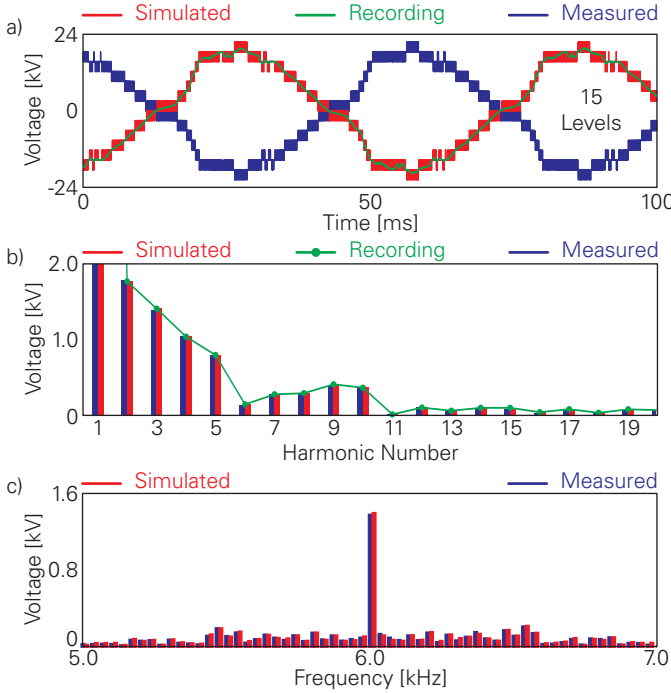 Simulated Recording Measured
a)
24
0
-24
Voltage [kV]
15
Levels
0 50 100
Time [ms]
Simulated Recording Measured
b)
2.0
1.0
0
Voltage [kV]
1 3 5 7 9 11 13 15 17 19
Harmonic Number
Simulated Measured
c)
1.6
0.8
0
Voltage [kV]
5.0 6.0 7.0
Frequency [kHz]